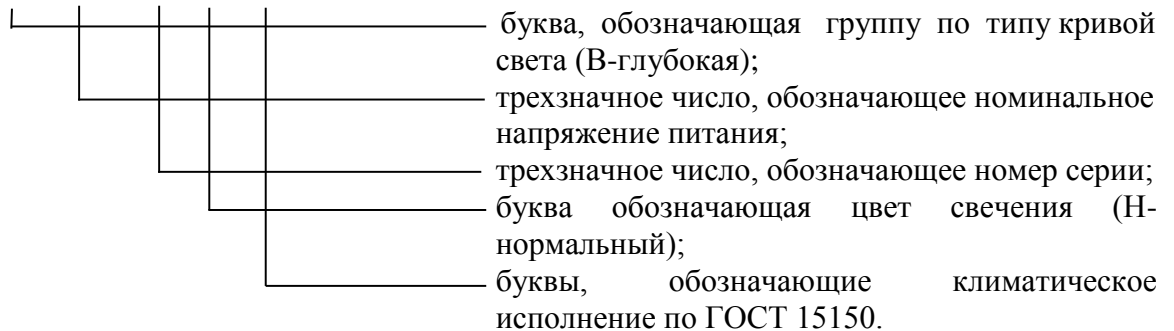 буква, обозначающая группу по типу кривой
света (В-глубокая);
трехзначное число, обозначающее номинальное
напряжение питания;
трехзначное число, обозначающее номер серии;
буква обозначающая цвет свечения (Н-
нормальный);
буквы, обозначающие климатическое
исполнение по ГОСТ 15150.